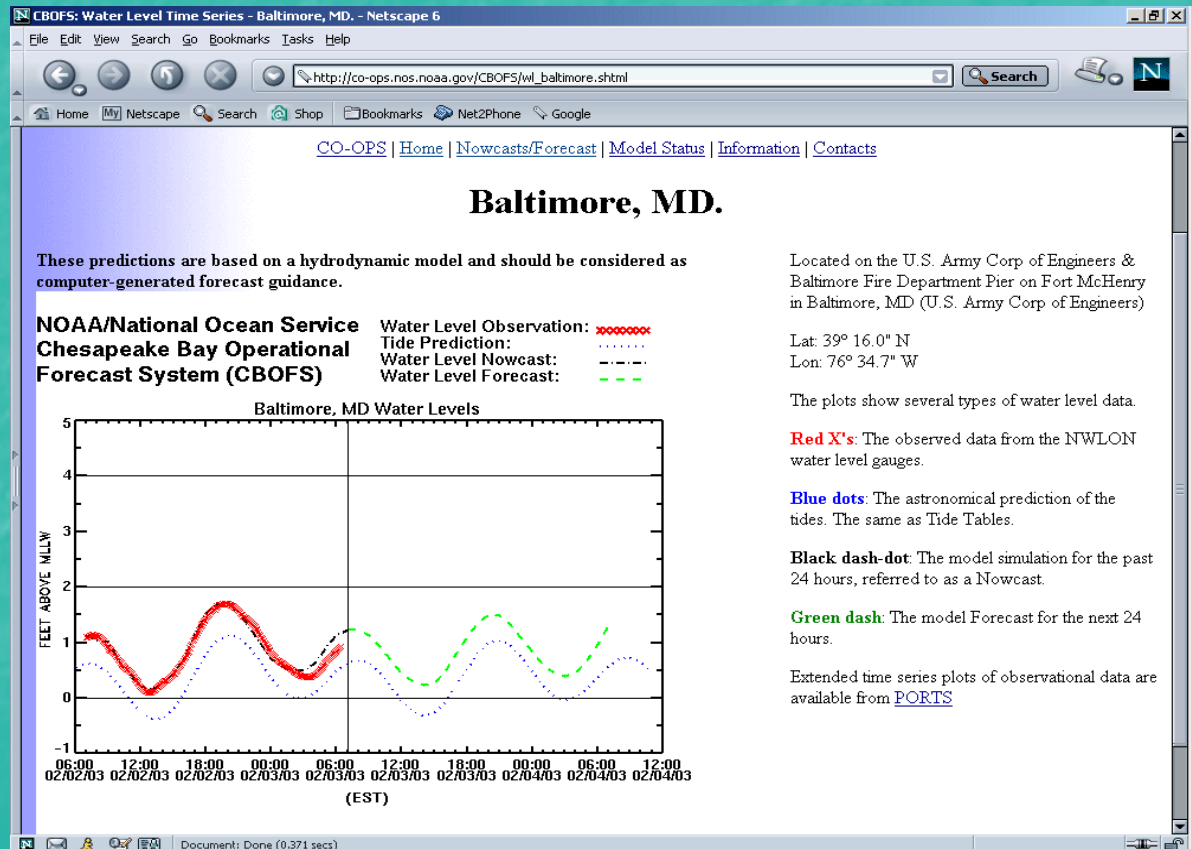 CBOFS: Water Level Time Series - Baltimore, MD. - Netscape 6
File Edit View Search Go Bookmarks Tasks Help
http://co-ops.nos.noaa.gov/CBOFS/wl_baltimore.shtml
Search
N
Home My Netscape Search Shop Bookmarks Net2Phone Google
CO-OPS | Home | Nowcasts/Forecast | Model Status | Information | Contacts
Baltimore, MD.
These predictions are based on a hydrodynamic model and should be considered as
computer-generated forecast guidance.
NOAA/National Ocean Service
Chesapeake Bay Operational
Forecast System (CBOFS)
Water Level Observation:
Tide Prediction:
Water Level Nowcast:
Water Level Forecast:
Baltimore, MD Water Levels
5
4
3
2
1
0
-1
FEET ABOVE MLLW
06:00 12:00 18:00 00:00 06:00 12:00 18:00 00:00 06:00 12:00
02/02/03 02/02/03 02/02/03 02/03/03 02/03/03 02/03/03 02/03/03 02/04/03 02/04/03 02/04/03
(EST)
Located on the U.S. Army Corp of Engineers &
Baltimore Fire Department Pier on Fort McHenry
in Baltimore, MD (U.S. Army Corp of Engineers)
Lat: 39° 16.0" N
Lon: 76° 34.7" W
The plots show several types of water level data.
Red X's: The observed data from the NWLON
water level gauges.
Blue dots: The astronomical prediction of the
tides. The same as Tide Tables.
Black dash-dot: The model simulation for the past
24 hours, referred to as a Nowcast.
Green dash: The model Forecast for the next 24
hours.
Extended time series plots of observational data are
available from PORTS
Document: Done (0.371 secs)